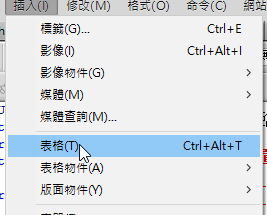 插入(I) 修改(M) 格式(O) 命令(C) 網站
標籤(G)... Ctrl+E
影像(I) Ctrl+Alt+I
影像物件(G)
媒體(M)
媒體查詢(M)...
表格(T) Ctrl+Alt+T
表格物件(A)
版面物件(Y)